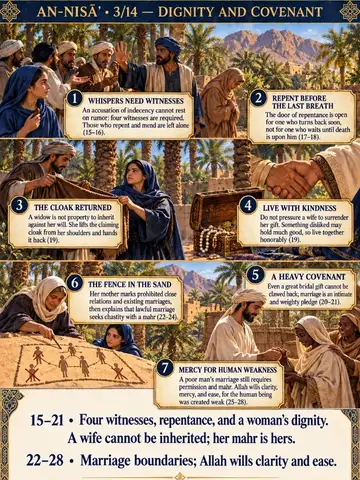 AN-NISĀ’ • 3/14 — DIGNITY AND COVENANT
1
WHISPERS NEED WITNESSES
An accusation of indecency cannot rest
on rumor: four witnesses are required.
Those who repent and mend are left alone
(15–16).
2
REPENT BEFORE
THE LAST BREATH
The door of repentance is open
for one who turns back soon,
not for one who waits until death
is upon him (17–18).
3
THE CLOAK RETURNED
A widow is not property to inherit
against her will. She lifts the claiming
cloak from her shoulders and hands
it back (19).
4
LIVE WITH KINDNESS
Do not pressure a wife to surrender
her gift. Something disliked may
hold much good, so live together
honorably (19).
5
A HEAVY COVENANT
Even a great bridal gift cannot be
clawed back; marriage is an intimate
and weighty pledge (20–21).
6
THE FENCE IN THE SAND
Her mother marks prohibited close
relations and existing marriages,
then explains that lawful marriage
seeks chastity with a mahr (22–24).
7
MERCY FOR HUMAN WEAKNESS
A poor man's marriage still requires
permission and mahr. Allah wills clarity,
mercy, and ease, for the human being
was created weak (25–28).
15–21 • Four witnesses, repentance, and a woman's dignity.
A wife cannot be inherited; her mahr is hers.
22–28 • Marriage boundaries; Allah wills clarity and ease.